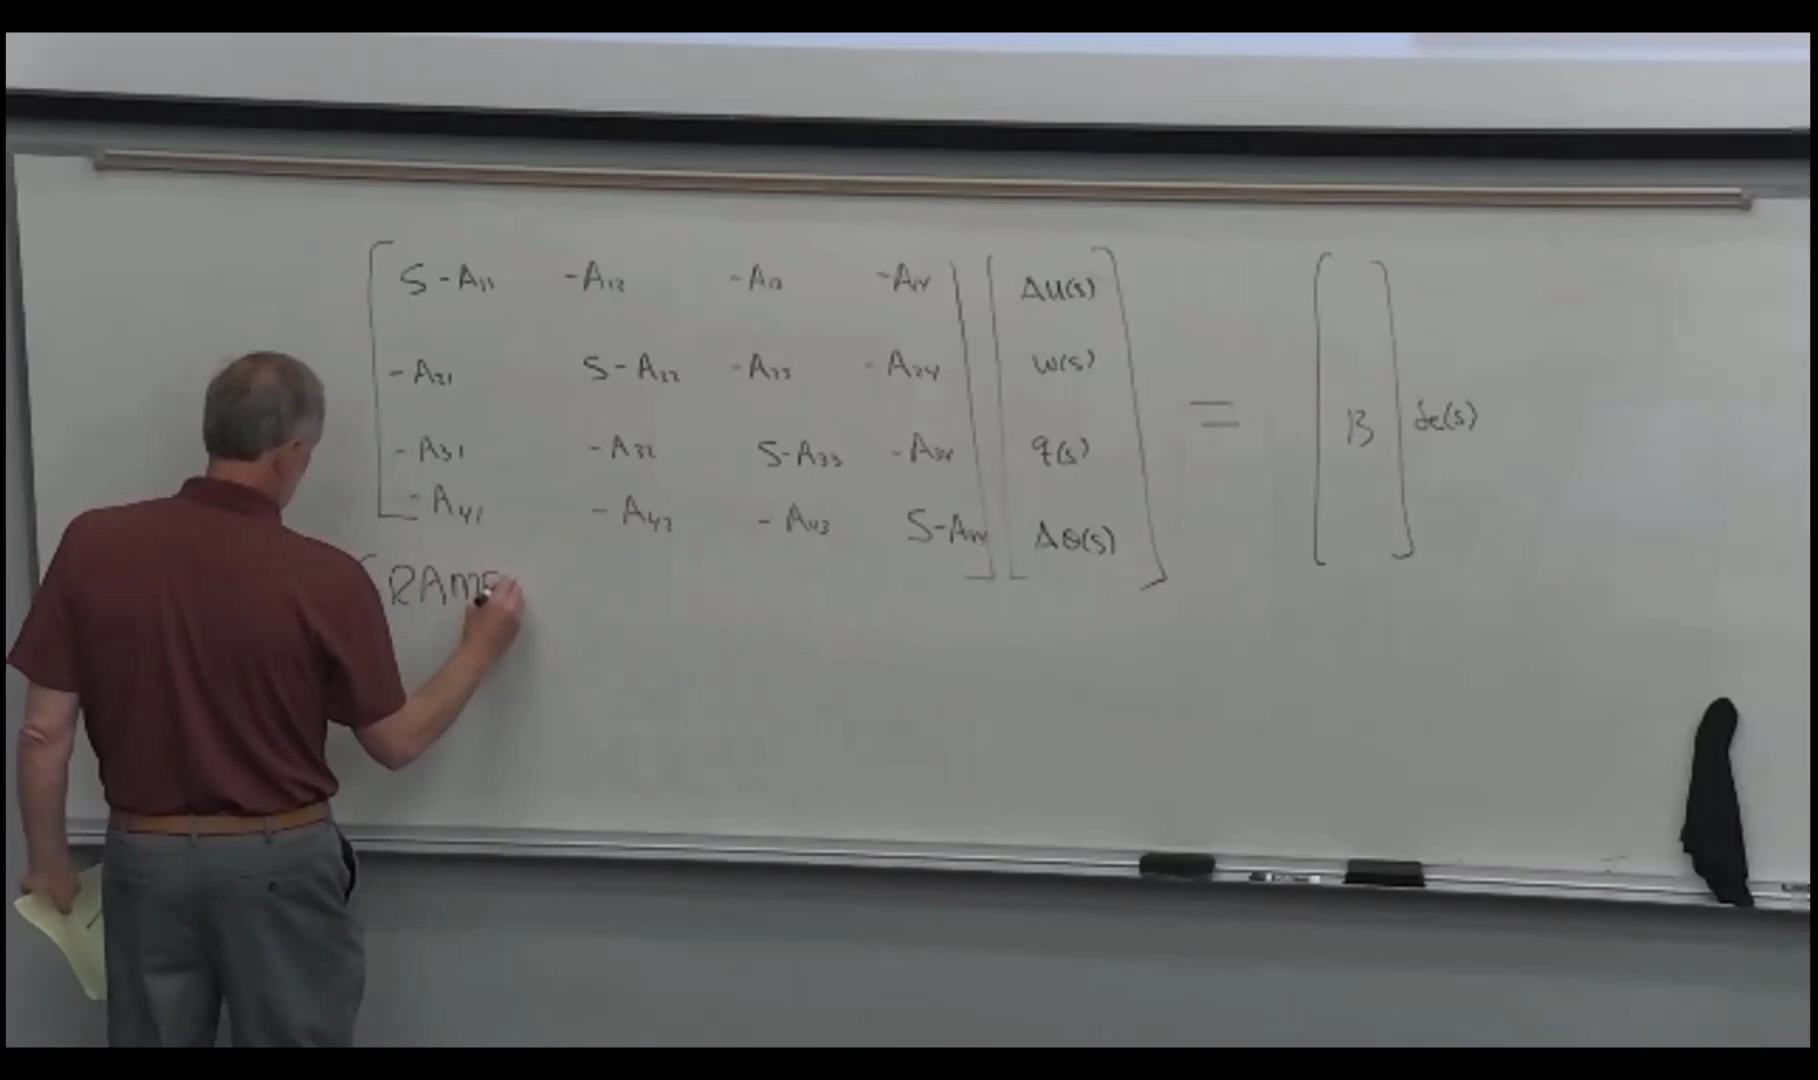 S-A11 -A12 -A13 -A14 Δu(s)
-A21 S-A22 -A23 -A24 w(s)
-A31 -A32 S-A33 -A34 q(s) = B δe(s)
-A41 -A42 -A43 S-A44 Δθ(s)
CRAME